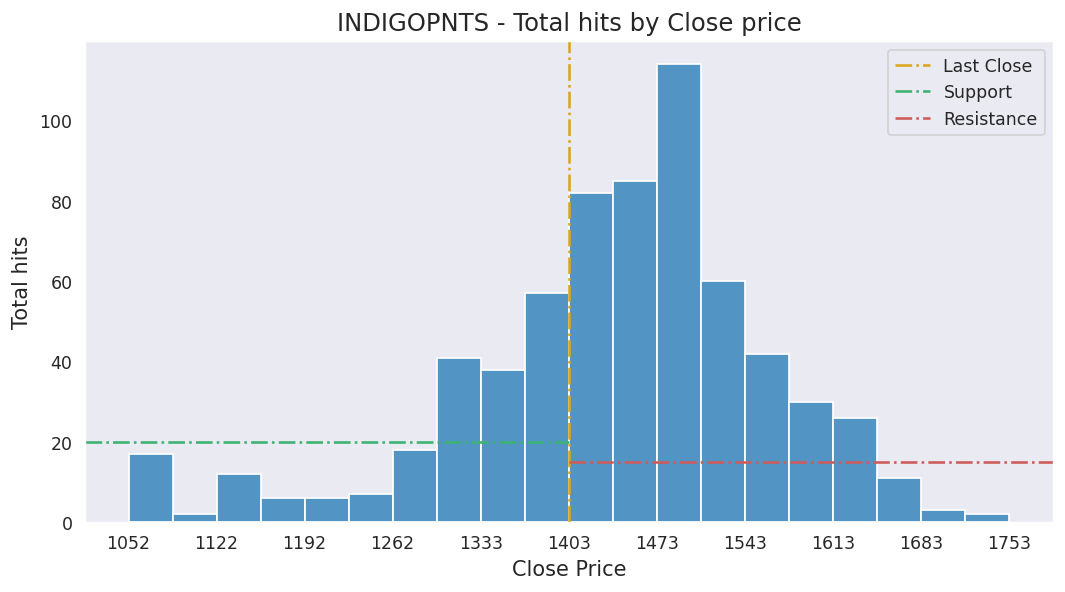 INDIGOPNTS - Total hits by Close price
Last Close
Support
Resistance
Total hits
100
80
60
40
20
0
1052 1122 1192 1262 1333 1403 1473 1543 1613 1683 1753
Close Price